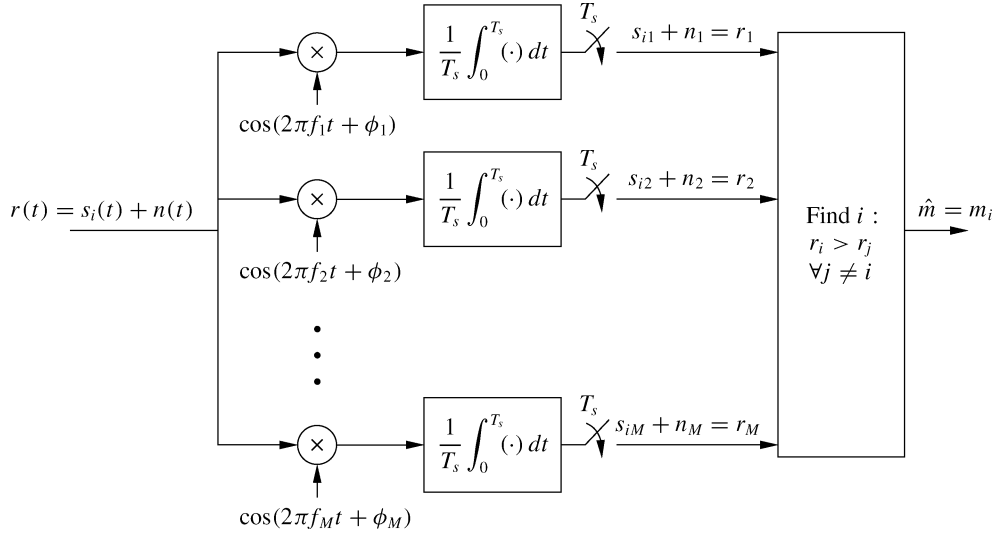 T_s
1/T_s ∫_0^{T_s} (·) dt
s_{i1} + n_1 = r_1
×
cos(2πf_1t + ϕ_1)
T_s
1/T_s ∫_0^{T_s} (·) dt
s_{i2} + n_2 = r_2
×
r(t) = s_i(t) + n(t)
cos(2πf_2t + ϕ_2)
Find i :
r_i > r_j
∀j ≠ i
m̂ = m_i
T_s
1/T_s ∫_0^{T_s} (·) dt
s_{iM} + n_M = r_M
×
cos(2πf_Mt + ϕ_M)